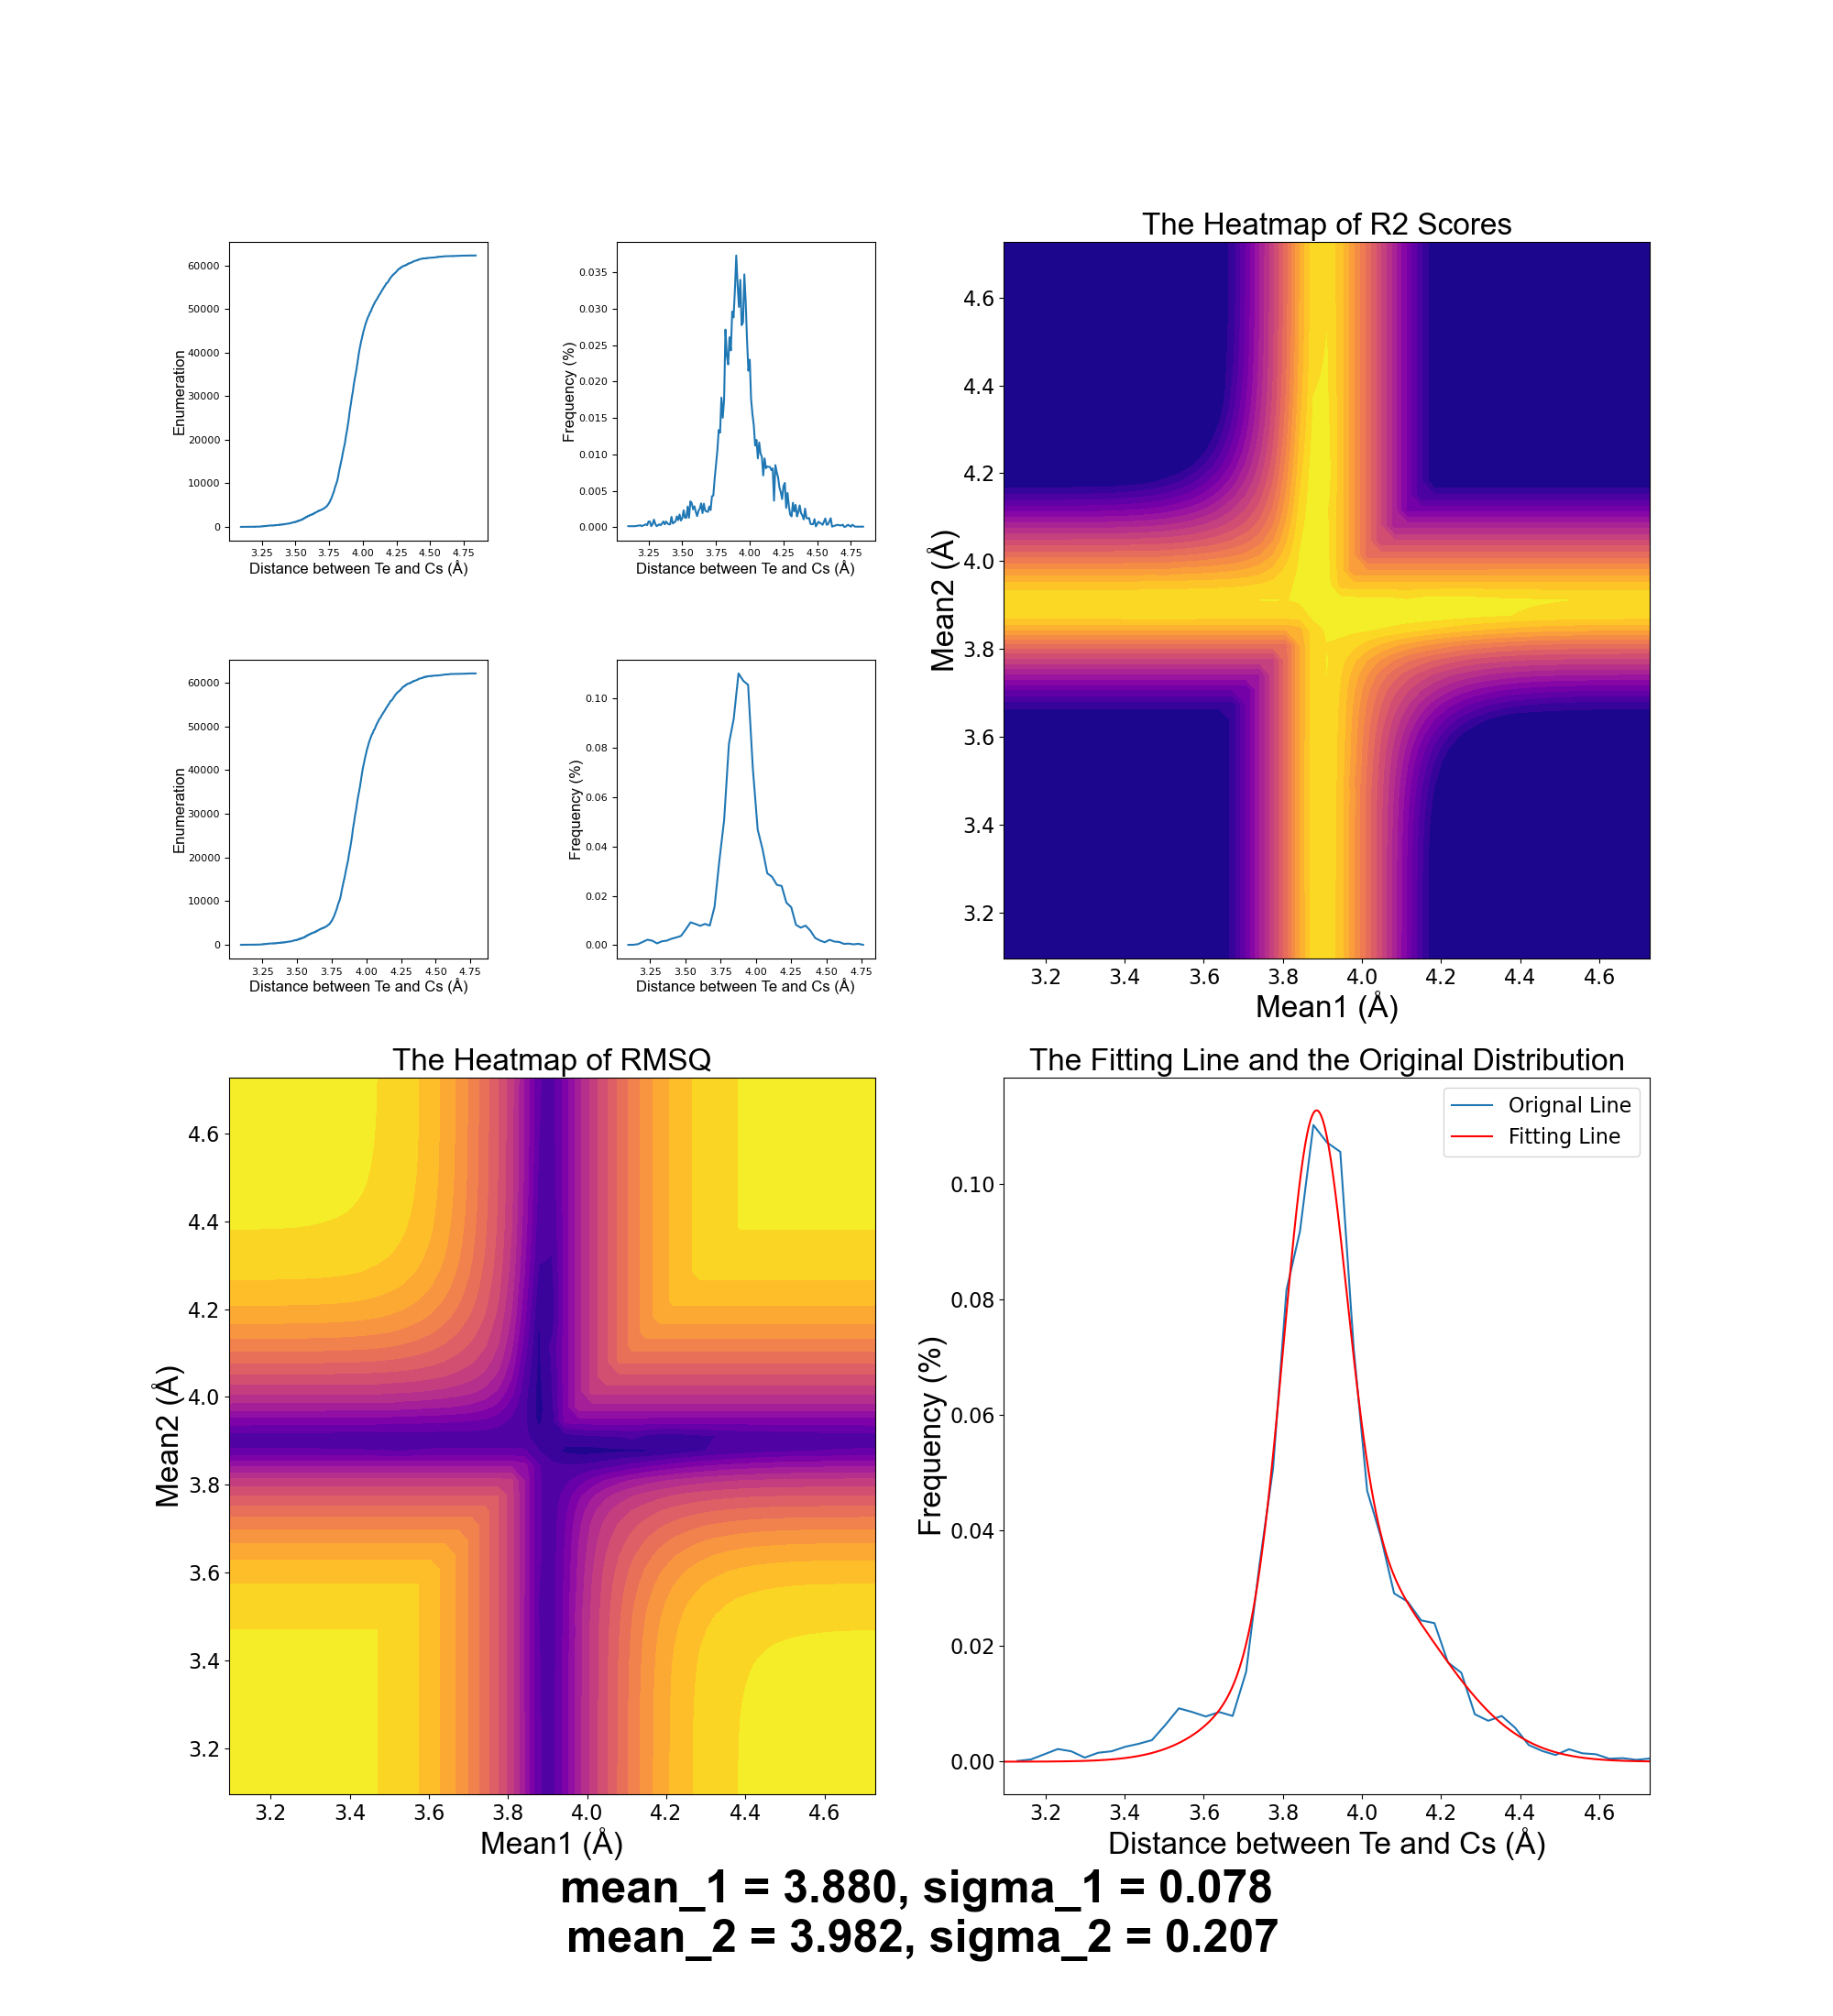 60000
50000
40000
30000
20000
10000
0
Enumeration
3.25 3.50 3.75 4.00 4.25 4.50 4.75
Distance between Te and Cs (Å)
0.035
0.030
0.025
0.020
0.015
0.010
0.005
0.000
Frequency (%)
3.25 3.50 3.75 4.00 4.25 4.50 4.75
Distance between Te and Cs (Å)
The Heatmap of R2 Scores
4.6
4.4
4.2
4.0
3.8
3.6
3.4
3.2
Mean2 (Å)
3.2 3.4 3.6 3.8 4.0 4.2 4.4 4.6
Mean1 (Å)
60000
50000
40000
30000
20000
10000
0
Enumeration
3.25 3.50 3.75 4.00 4.25 4.50 4.75
Distance between Te and Cs (Å)
0.10
0.08
0.06
0.04
0.02
0.00
Frequency (%)
3.25 3.50 3.75 4.00 4.25 4.50 4.75
Distance between Te and Cs (Å)
The Heatmap of RMSQ
4.6
4.4
4.2
4.0
3.8
3.6
3.4
3.2
Mean2 (Å)
3.2 3.4 3.6 3.8 4.0 4.2 4.4 4.6
Mean1 (Å)
The Fitting Line and the Original Distribution
Orignal Line
Fitting Line
0.10
0.08
0.06
0.04
0.02
0.00
Frequency (%)
3.2 3.4 3.6 3.8 4.0 4.2 4.4 4.6
Distance between Te and Cs (Å)
mean_1 = 3.880, sigma_1 = 0.078
mean_2 = 3.982, sigma_2 = 0.207